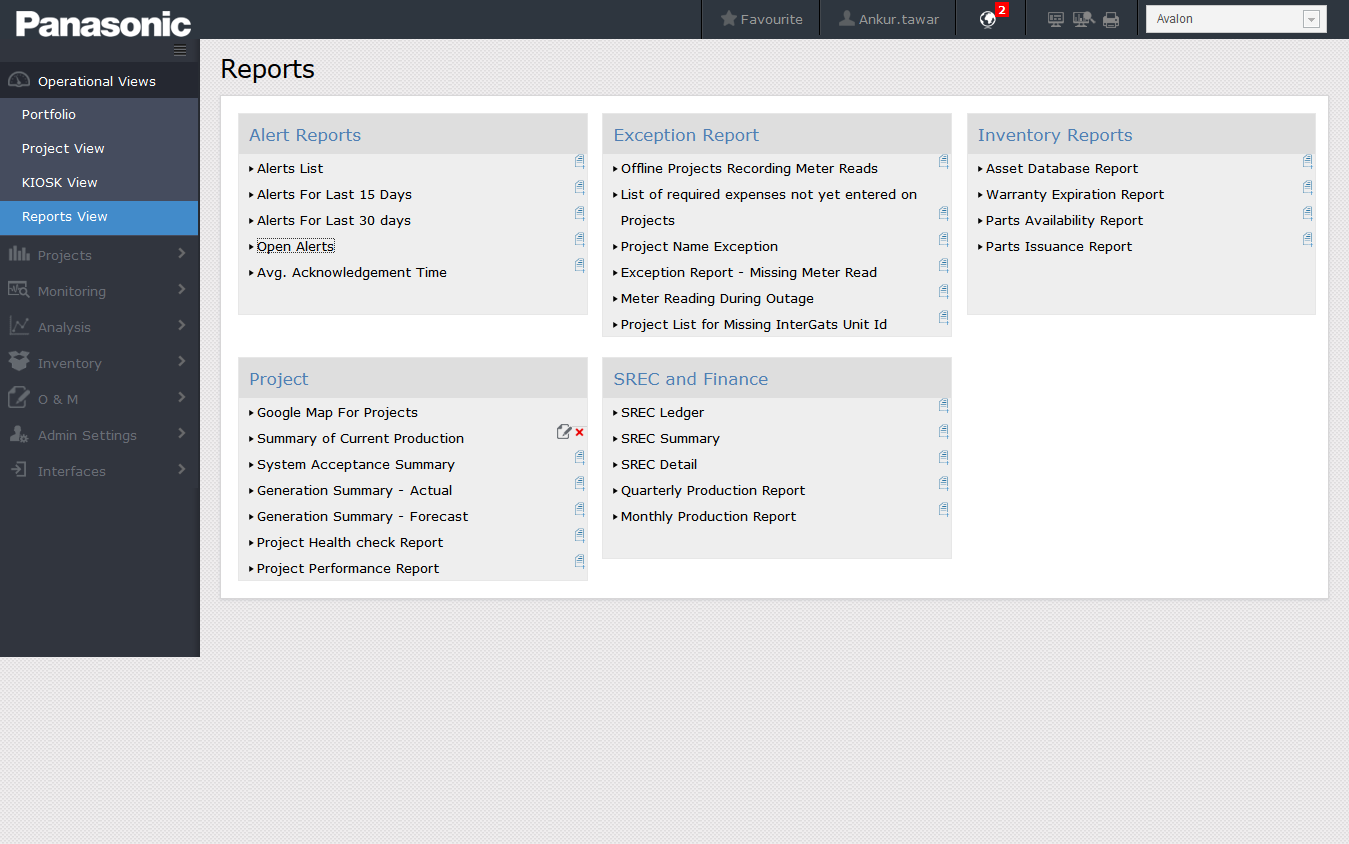 Panasonic
Favourite
Ankur.tawar
2
Avalon
Operational Views
Portfolio
Project View
KIOSK View
Reports View
Projects
Monitoring
Analysis
Inventory
O & M
Admin Settings
Interfaces
Reports
Alert Reports
Alerts List
Alerts For Last 15 Days
Alerts For Last 30 days
Open Alerts
Avg. Acknowledgement Time
Exception Report
Offline Projects Recording Meter Reads
List of required expenses not yet entered on
Projects
Project Name Exception
Exception Report - Missing Meter Read
Meter Reading During Outage
Project List for Missing InterGats Unit Id
Inventory Reports
Asset Database Report
Warranty Expiration Report
Parts Availability Report
Parts Issuance Report
Project
Google Map For Projects
Summary of Current Production
System Acceptance Summary
Generation Summary - Actual
Generation Summary - Forecast
Project Health check Report
Project Performance Report
SREC and Finance
SREC Ledger
SREC Summary
SREC Detail
Quarterly Production Report
Monthly Production Report